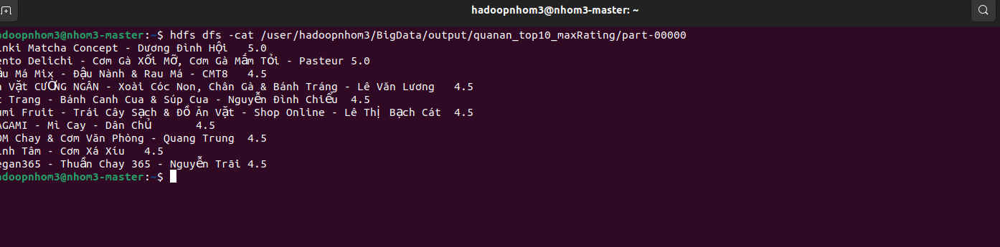 hadoopnhom3@nhom3-master: ~
adoopnhom3@nhom3-master:~$ hdfs dfs -cat /user/hadoopnhom3/BigData/output/quanan_top10_maxRating/part-00000
inki Matcha Concept - Dương Đình Hội 5.0
ento Delichi - Cơm Gà Xối Mỡ, Cơm Gà Mắm Tỏi - Pasteur 5.0
ậu Má Mix - Đậu Nành & Rau Má - CMT8 4.5
n Vặt CƯỜNG NGÂN - Xoài Cóc Non, Chân Gà & Bánh Tráng - Lê Văn Lương 4.5
t Trang - Bánh Canh Cua & Súp Cua - Nguyễn Đình Chiểu 4.5
umi Fruit - Trái Cây Sạch & Đồ Ăn Vặt - Shop Online - Lê Thị Bạch Cát 4.5
AGAMI - Mì Cay - Dân Chủ 4.5
OM Chay & Cơm Văn Phòng - Quang Trung 4.5
inh Tâm - Cơm Xá Xíu 4.5
egan365 - Thuần Chay 365 - Nguyễn Trãi 4.5
adoopnhom3@nhom3-master:~$